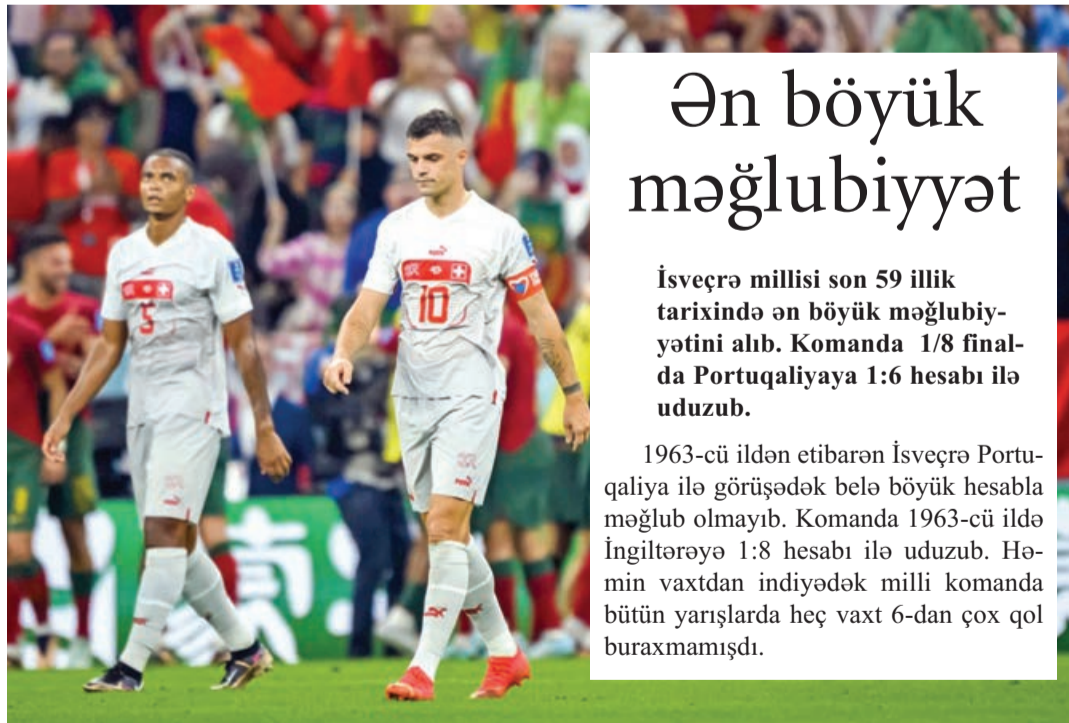 Ən böyük
məğlubiyyət
İsveçrə millisi son 59 illik
tarixində ən böyük məğlubiy-
yətini alıb. Komanda 1/8 final-
da Portuqaliyaya 1:6 hesabı ilə
uduzub.
1963-cü ildən etibarən İsveçrə Portu-
qaliya ilə görüşədək belə böyük hesabla
məğlub olmayıb. Komanda 1963-cü ildə
İngiltərəyə 1:8 hesabı ilə uduzub. Hə-
min vaxtdan indiyədək milli komanda
bütün yarışlarda heç vaxt 6-dan çox qol
buraxmamışdı.
5
10